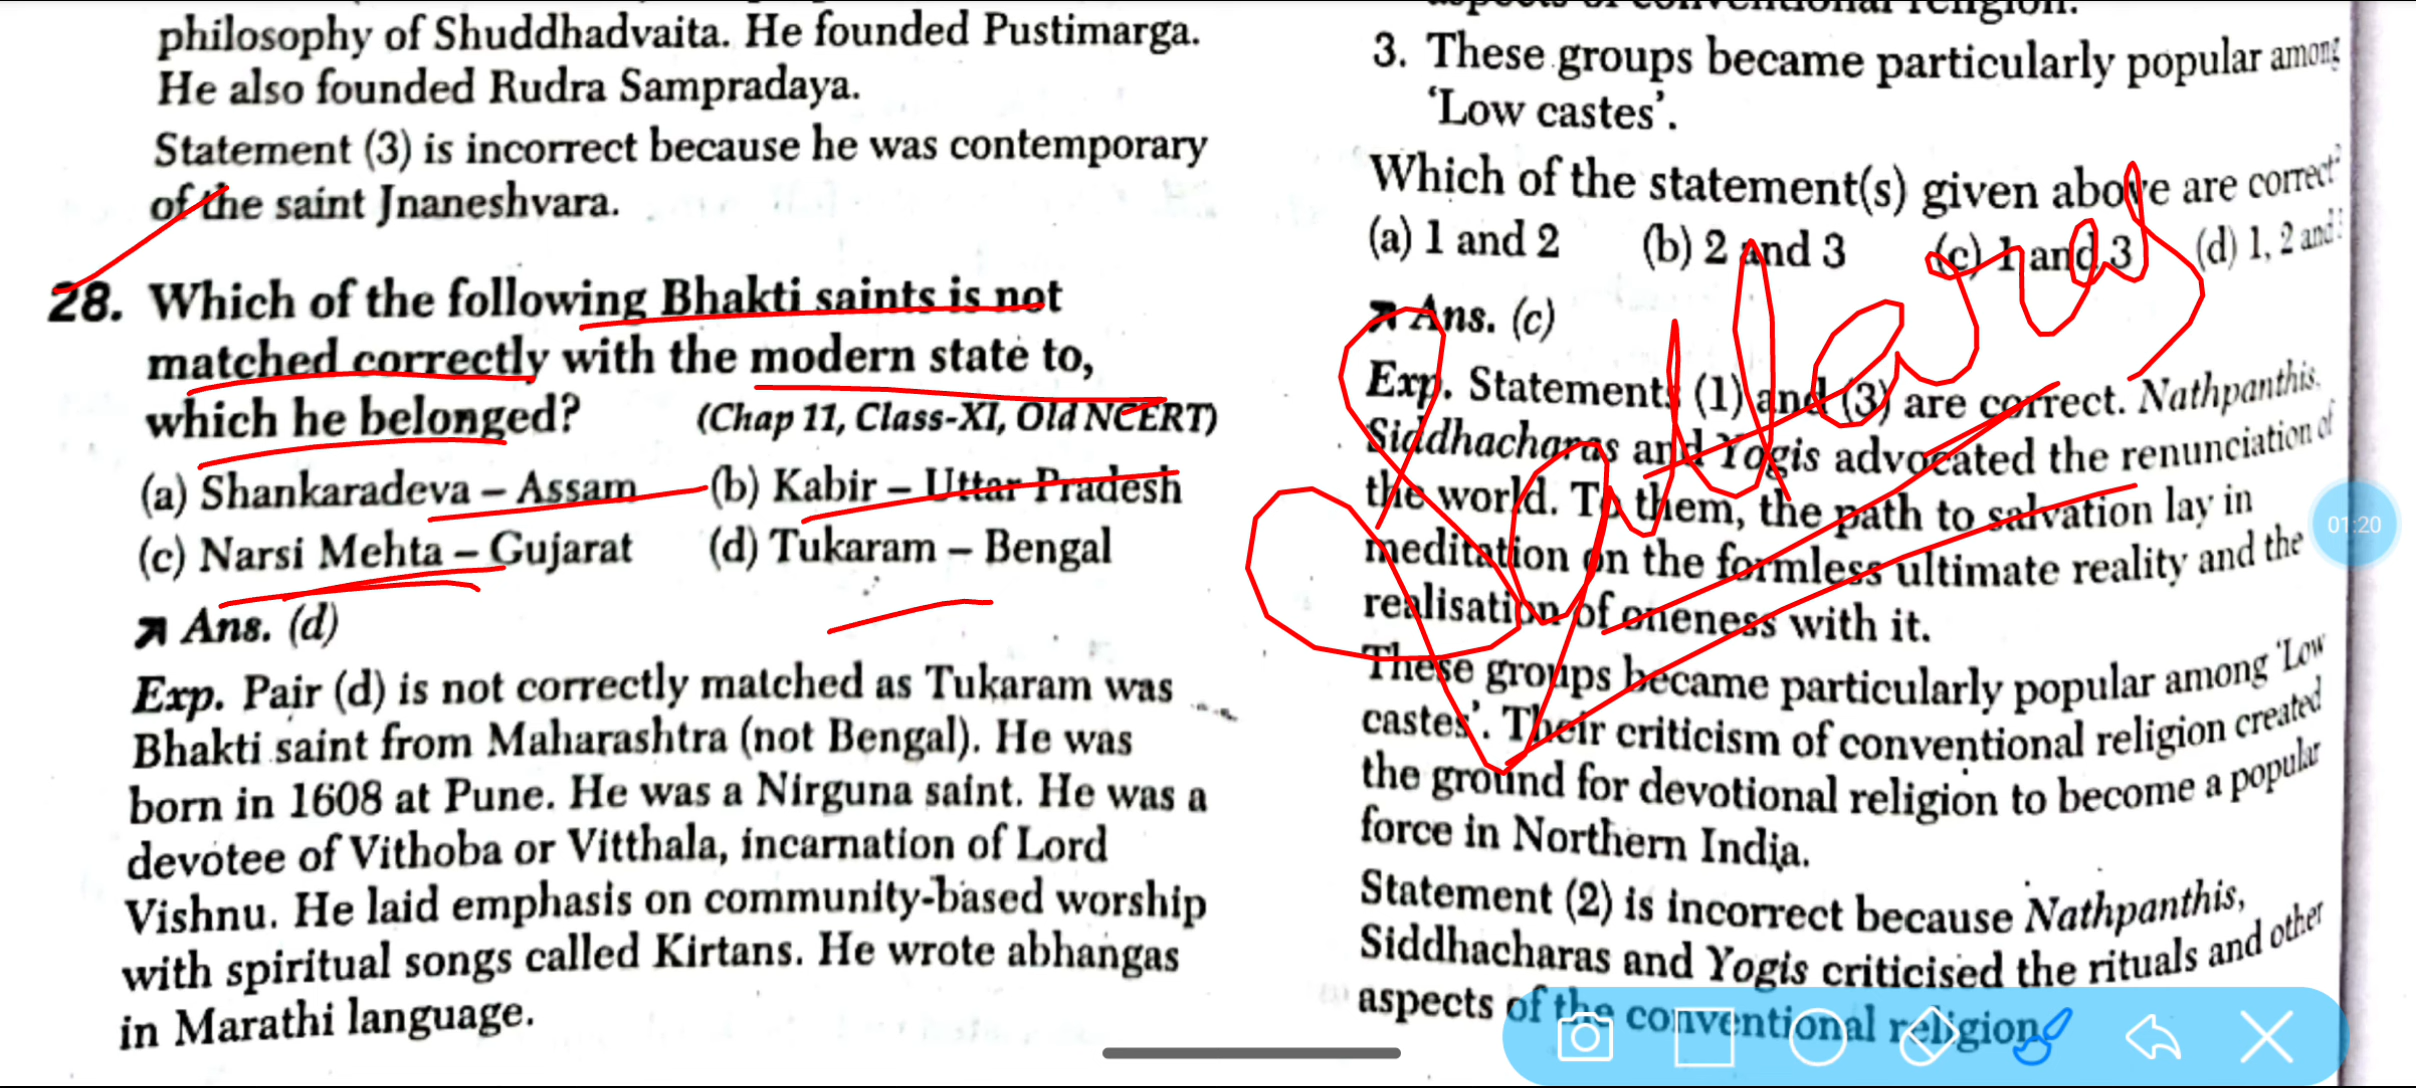 philosophy of Shuddhadvaita. He founded Pustimarga.
He also founded Rudra Sampradaya.
Statement (3) is incorrect because he was contemporary
of the saint Jnaneshvara.
28. Which of the following Bhakti saints is not
matched correctly with the modern state to,
which he belonged? (Chap 11, Class-XI, Old NCERT)
(a) Shankaradeva – Assam (b) Kabir – Uttar Pradesh
(c) Narsi Mehta – Gujarat (d) Tukaram – Bengal
Ans. (d)
Exp. Pair (d) is not correctly matched as Tukaram was
Bhakti saint from Maharashtra (not Bengal). He was
born in 1608 at Pune. He was a Nirguna saint. He was a
devotee of Vithoba or Vitthala, incarnation of Lord
Vishnu. He laid emphasis on community-based worship
with spiritual songs called Kirtans. He wrote abhangas
in Marathi language.
aspects of conventional religion.
3. These groups became particularly popular among
'Low castes'.
Which of the statement(s) given above are correct?
(a) 1 and 2 (b) 2 and 3 (c) 1 and 3 (d) 1, 2 and 3
Ans. (c)
Exp. Statements (1) and (3) are correct. Nathpanthis,
Siddhacharas and Yogis advocated the renunciation of
the world. To them, the path to salvation lay in
meditation on the formless ultimate reality and the
realisation of oneness with it.
These groups became particularly popular among 'Low
castes'. Their criticism of conventional religion created
the ground for devotional religion to become a popular
force in Northern India.
Statement (2) is incorrect because Nathpanthis,
Siddhacharas and Yogis criticised the rituals and other
aspects of the conventional religion
01:20